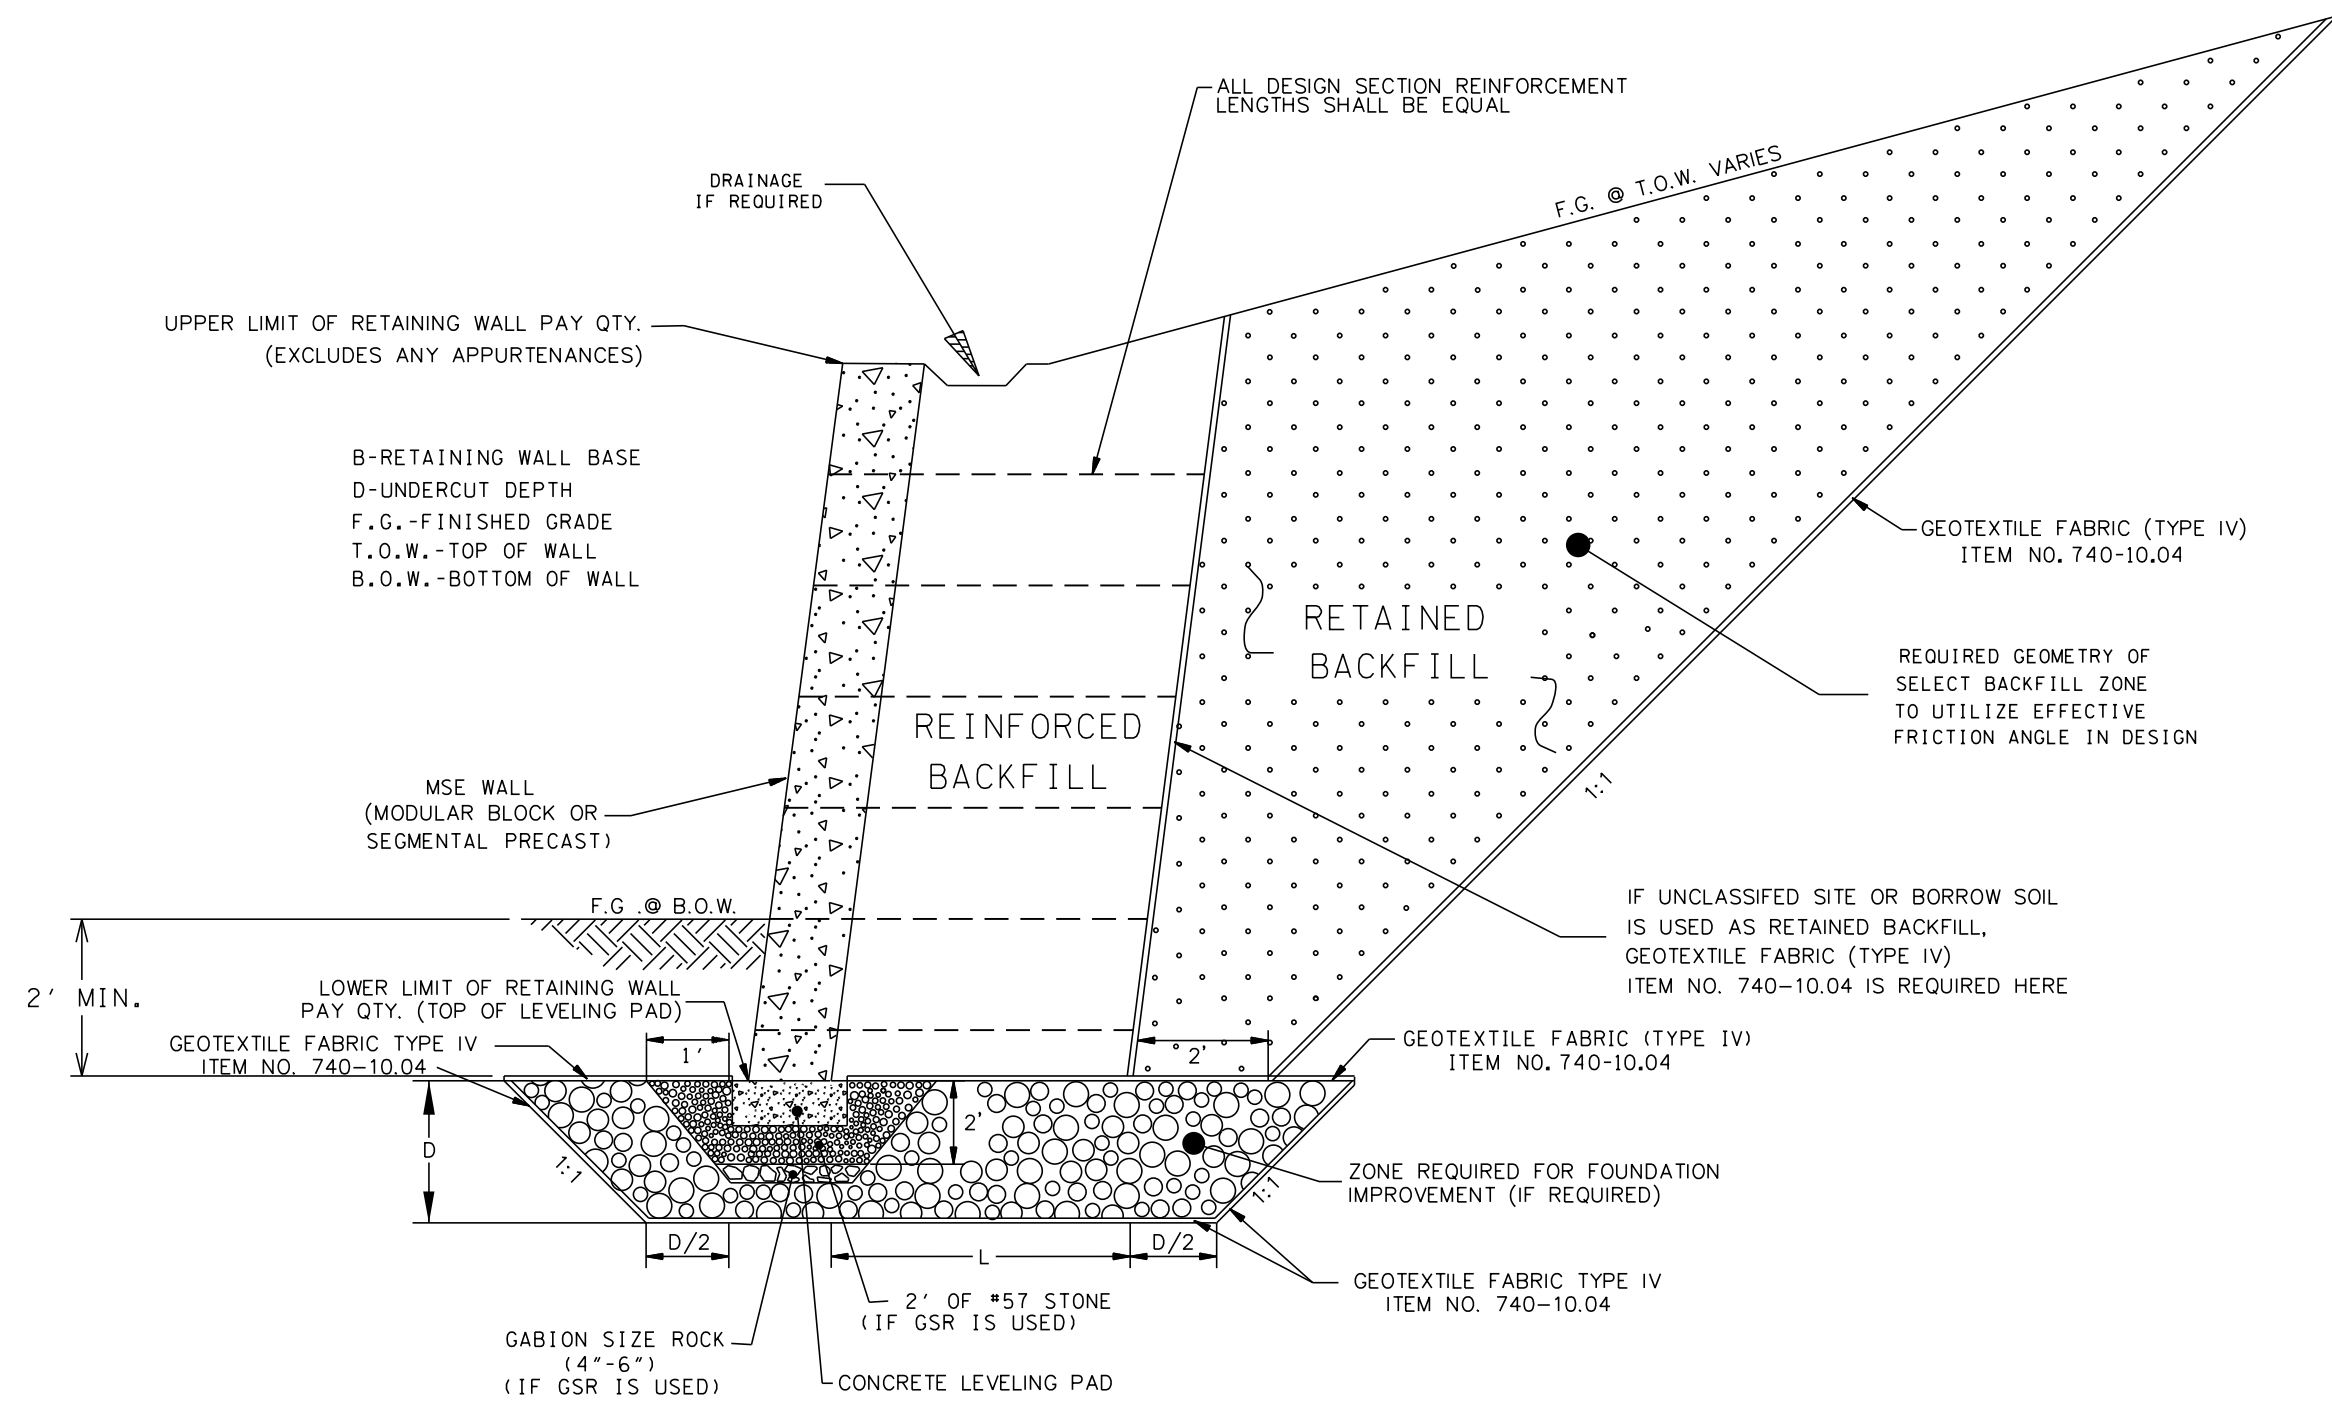 ALL DESIGN SECTION REINFORCEMENT
LENGTHS SHALL BE EQUAL
F.G. @ T.O.W. VARIES
DRAINAGE
IF REQUIRED
UPPER LIMIT OF RETAINING WALL PAY QTY.
(EXCLUDES ANY APPURTENANCES)
B-RETAINING WALL BASE
D-UNDERCUT DEPTH
F.G.-FINISHED GRADE
T.O.W.-TOP OF WALL
B.O.W.-BOTTOM OF WALL
GEOTEXTILE FABRIC (TYPE IV)
ITEM NO. 740-10.04
RETAINED
BACKFILL
REQUIRED GEOMETRY OF
SELECT BACKFILL ZONE
TO UTILIZE EFFECTIVE
FRICTION ANGLE IN DESIGN
REINFORCED
BACKFILL
1:1
MSE WALL
(MODULAR BLOCK OR
SEGMENTAL PRECAST)
IF UNCLASSIFED SITE OR BORROW SOIL
IS USED AS RETAINED BACKFILL,
GEOTEXTILE FABRIC (TYPE IV)
ITEM NO. 740-10.04 IS REQUIRED HERE
F.G .@ B.O.W.
2' MIN.
LOWER LIMIT OF RETAINING WALL
PAY QTY. (TOP OF LEVELING PAD)
GEOTEXTILE FABRIC TYPE IV
ITEM NO. 740-10.04
1'
2'
GEOTEXTILE FABRIC (TYPE IV)
ITEM NO. 740-10.04
D
1:1
2'
1:1
ZONE REQUIRED FOR FOUNDATION
IMPROVEMENT (IF REQUIRED)
D/2
L
D/2
GEOTEXTILE FABRIC TYPE IV
ITEM NO. 740-10.04
2' OF #57 STONE
(IF GSR IS USED)
GABION SIZE ROCK
(4"-6")
(IF GSR IS USED)
CONCRETE LEVELING PAD